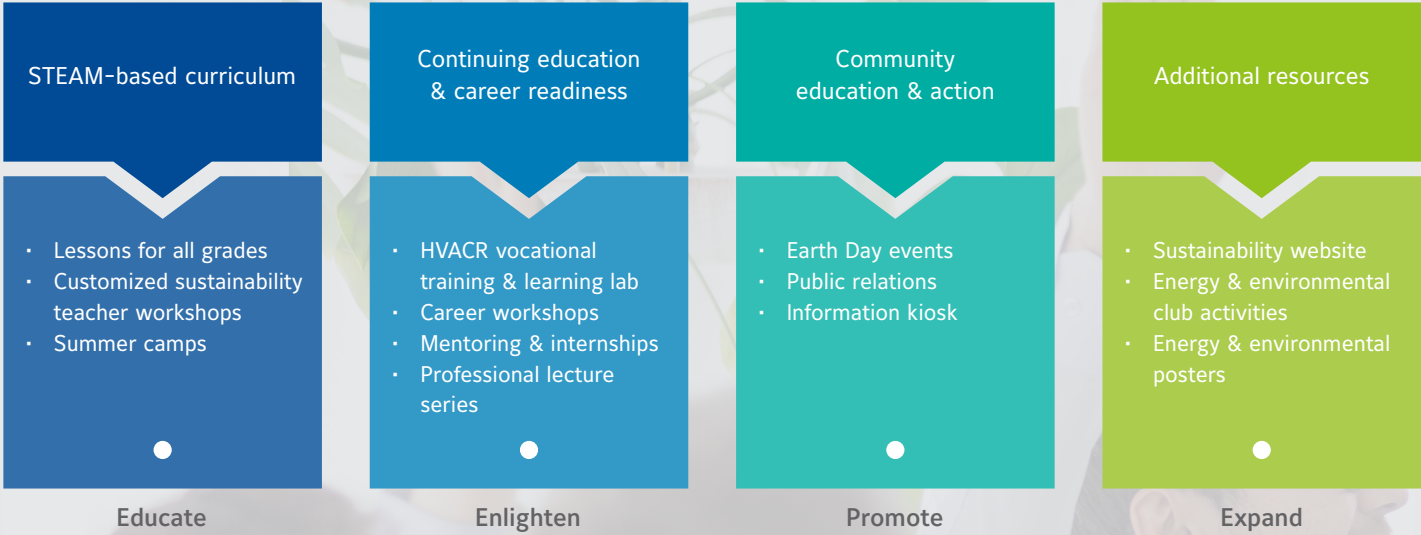 STEAM-based curriculum
· Lessons for all grades
· Customized sustainability
teacher workshops
· Summer camps
Educate
Continuing education
& career readiness
· HVACR vocational
training & learning lab
· Career workshops
· Mentoring & internships
· Professional lecture
series
Enlighten
Community
education & action
· Earth Day events
· Public relations
· Information kiosk
Promote
Additional resources
· Sustainability website
· Energy & environmental
club activities
· Energy & environmental
posters
Expand